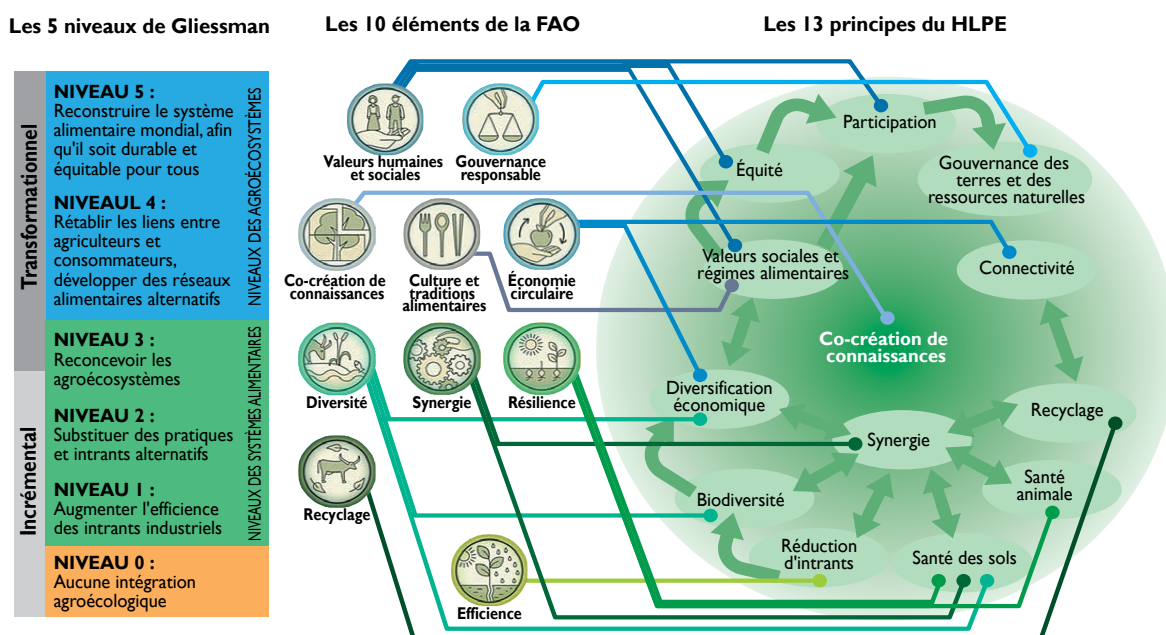 Les 5 niveaux de Gliessman
Les 10 éléments de la FAO
Les 13 principes du HLPE
Transformationnel
Incrémental
NIVEAU 5 :
Reconstruire le système
alimentaire mondial, afin
qu'il soit durable et
équitable pour tous
NIVEAUL 4 :
Rétablir les liens entre
agriculteurs et
consommateurs,
développer des réseaux
alimentaires alternatifs
NIVEAUX DES AGROÉCOSYSTÈMES
NIVEAU 3 :
Reconcevoir les
agroécosystèmes
NIVEAU 2 :
Substituer des pratiques
et intrants alternatifs
NIVEAU 1 :
Augmenter l'efficience
des intrants industriels
NIVEAUX DES SYSTÈMES ALIMENTAIRES
NIVEAU 0 :
Aucune intégration
agroécologique
Valeurs humaines
et sociales
Gouvernance
responsable
Co-création de
connaissances
Culture et
traditions
alimentaires
Économie
circulaire
Diversité
Synergie
Résilience
Recyclage
Efficience
Participation
Équité
Gouvernance des
terres et des
ressources naturelles
Valeurs sociales et
régimes alimentaires
Connectivité
Co-création de
connaissances
Diversification
économique
Recyclage
Synergie
Santé
animale
Biodiversité
Réduction
d'intrants
Santé des sols